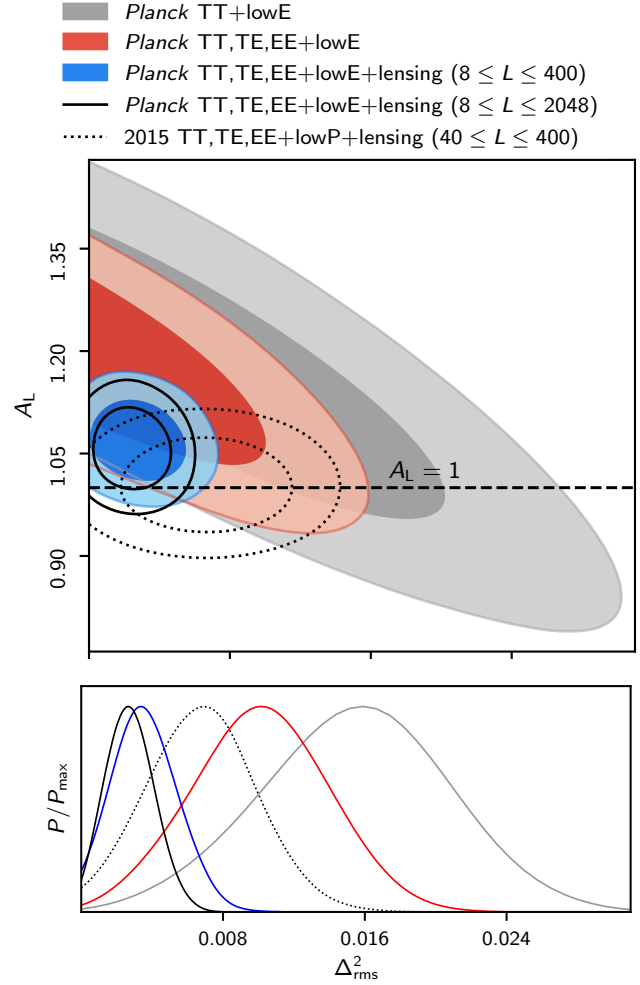 Planck TT+lowE
Planck TT,TE,EE+lowE
Planck TT,TE,EE+lowE+lensing (8 ≤ L ≤ 400)
Planck TT,TE,EE+lowE+lensing (8 ≤ L ≤ 2048)
2015 TT,TE,EE+lowP+lensing (40 ≤ L ≤ 400)
1.35
1.20
1.05
0.90
A_L
A_L = 1
P/P_max
0.008 0.016 0.024
Δ²_rms